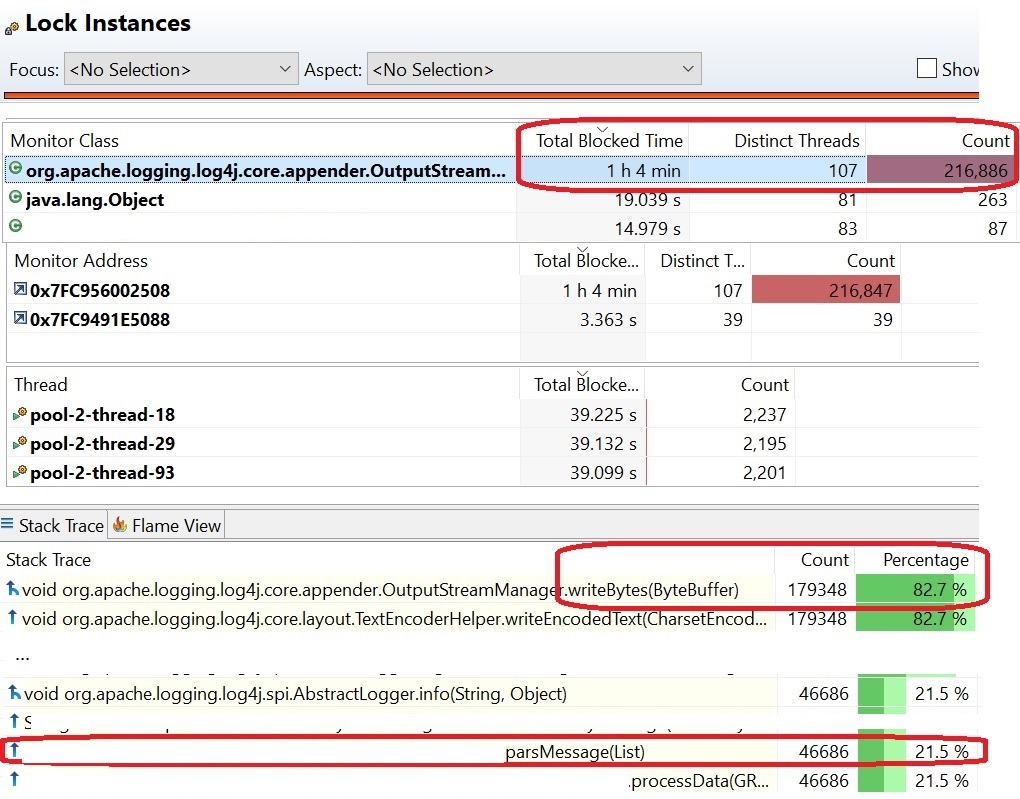 Lock Instances
Focus: <No Selection> Aspect: <No Selection> Show
Monitor Class Total Blocked Time Distinct Threads Count
org.apache.logging.log4j.core.appender.OutputStream... 1 h 4 min 107 216,886
java.lang.Object 19.039 s 81 263
14.979 s 83 87
Monitor Address Total Blocke... Distinct T... Count
0x7FC956002508 1 h 4 min 107 216,847
0x7FC9491E5088 3.363 s 39 39
Thread Total Blocke... Count
pool-2-thread-18 39.225 s 2,237
pool-2-thread-29 39.132 s 2,195
pool-2-thread-93 39.099 s 2,201
Stack Trace Flame View
Stack Trace Count Percentage
void org.apache.logging.log4j.core.appender.OutputStreamManager.writeBytes(ByteBuffer) 179348 82.7 %
void org.apache.logging.log4j.core.layout.TextEncoderHelper.writeEncodedText(CharsetEncod... 179348 82.7 %
...
void org.apache.logging.log4j.spi.AbstractLogger.info(String, Object) 46686 21.5 %
parsMessage(List) 46686 21.5 %
.processData(GR... 46686 21.5 %